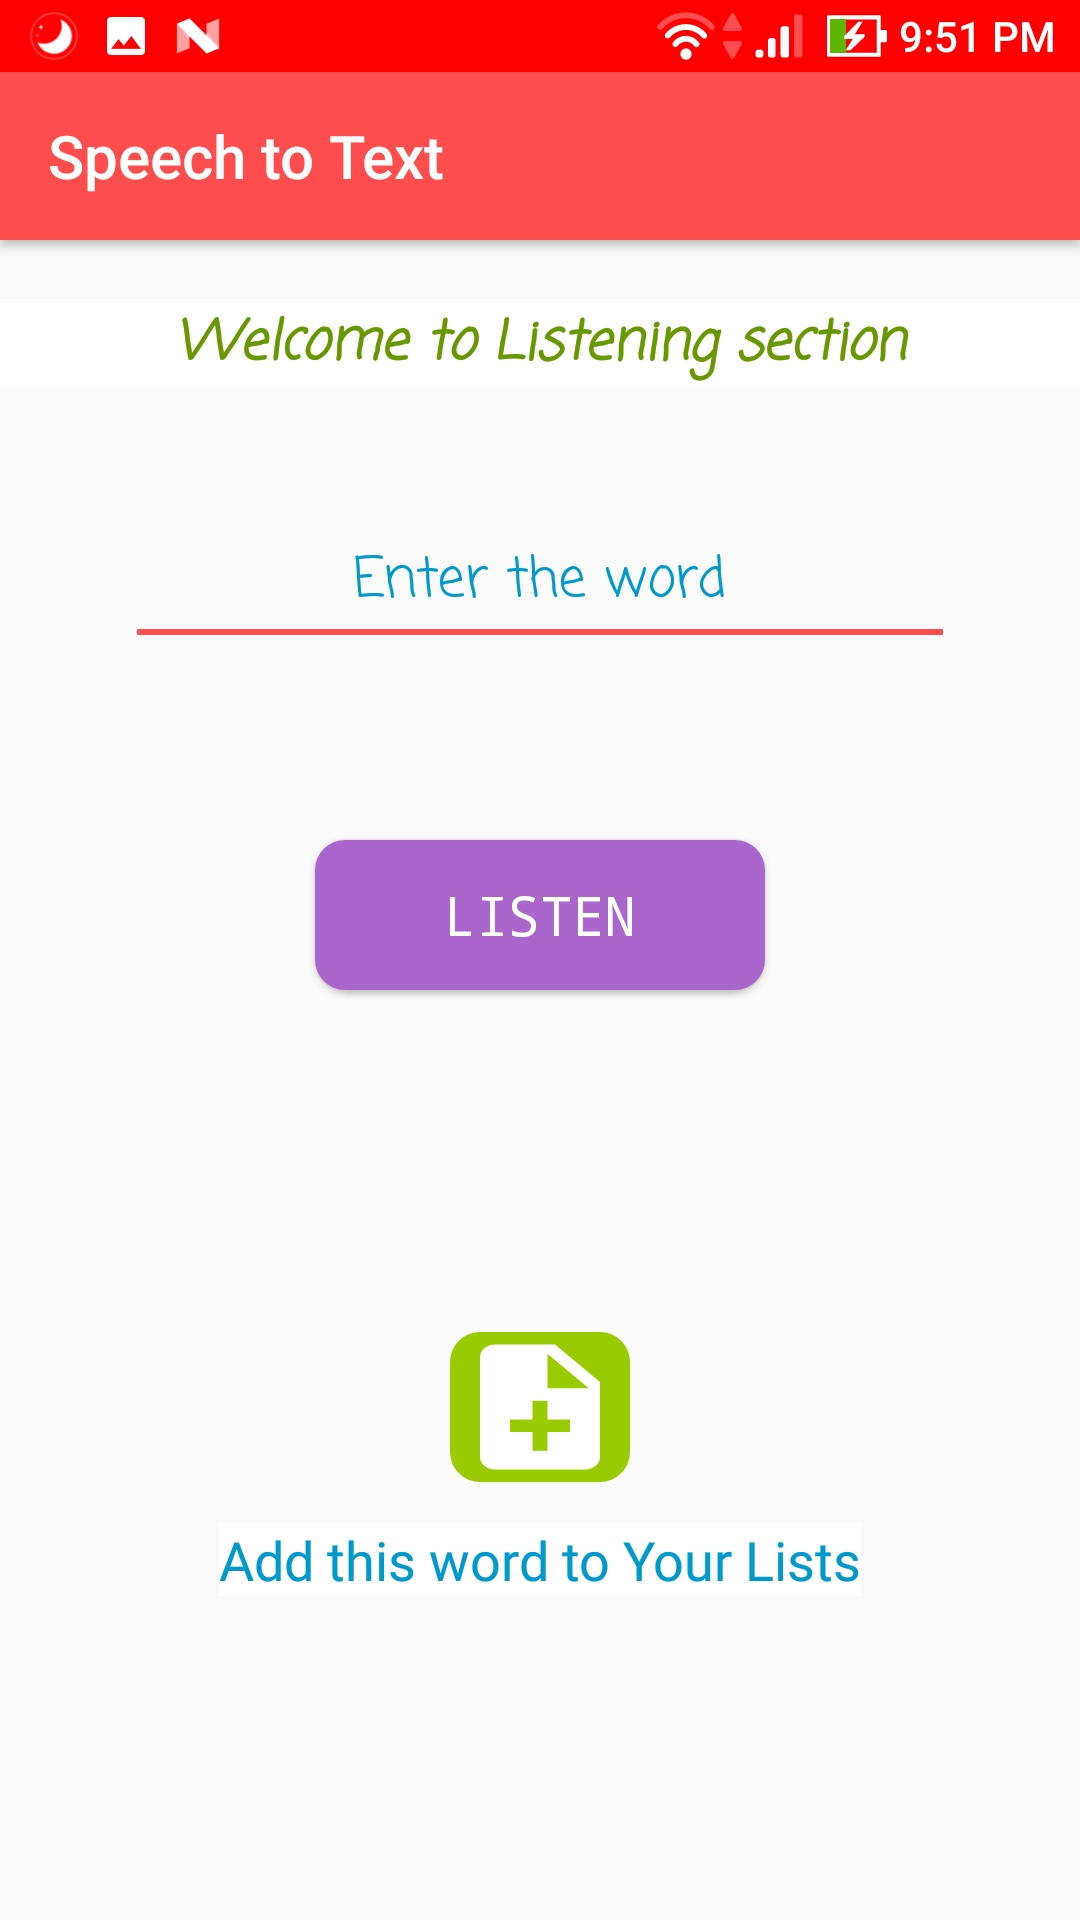 9:51 PM
Speech to Text
Welcome to Listening section
Enter the word
LISTEN
Add this word to Your Lists